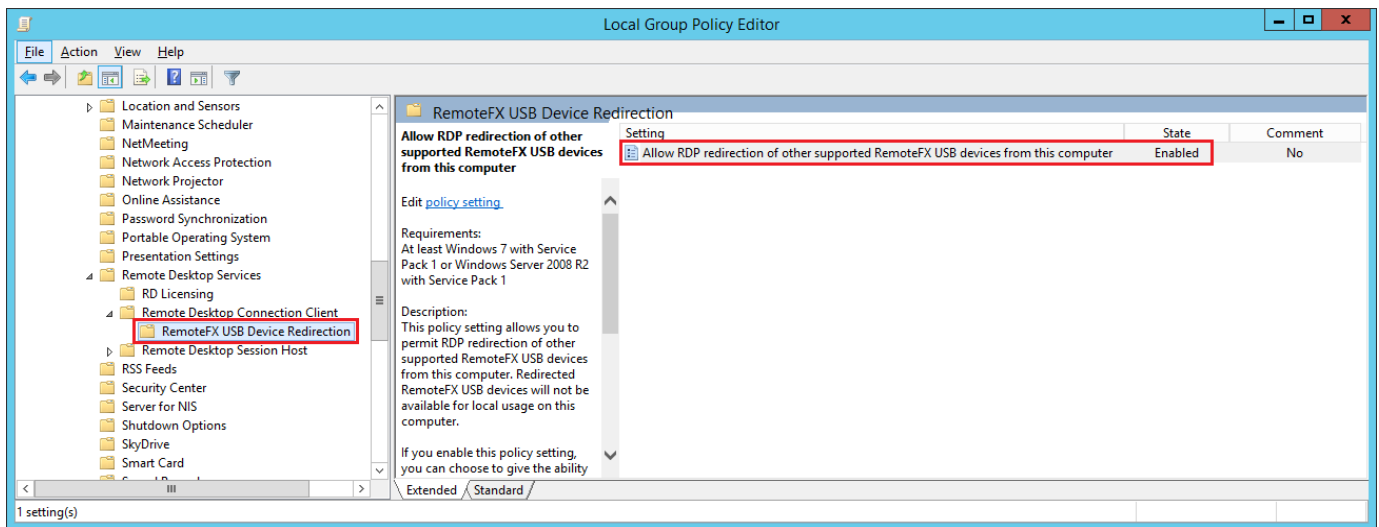 Local Group Policy Editor
File Action View Help
Location and Sensors
Maintenance Scheduler
NetMeeting
Network Access Protection
Network Projector
Online Assistance
Password Synchronization
Portable Operating System
Presentation Settings
Remote Desktop Services
RD Licensing
Remote Desktop Connection Client
RemoteFX USB Device Redirection
Remote Desktop Session Host
RSS Feeds
Security Center
Server for NIS
Shutdown Options
SkyDrive
Smart Card
RemoteFX USB Device Redirection
Allow RDP redirection of other
supported RemoteFX USB devices
from this computer
Edit policy setting
Requirements:
At least Windows 7 with Service
Pack 1 or Windows Server 2008 R2
with Service Pack 1
Description:
This policy setting allows you to
permit RDP redirection of other
supported RemoteFX USB devices
from this computer. Redirected
RemoteFX USB devices will not be
available for local usage on this
computer.
If you enable this policy setting,
you can choose to give the ability
Setting State Comment
Allow RDP redirection of other supported RemoteFX USB devices from this computer Enabled No
Extended Standard
1 setting(s)